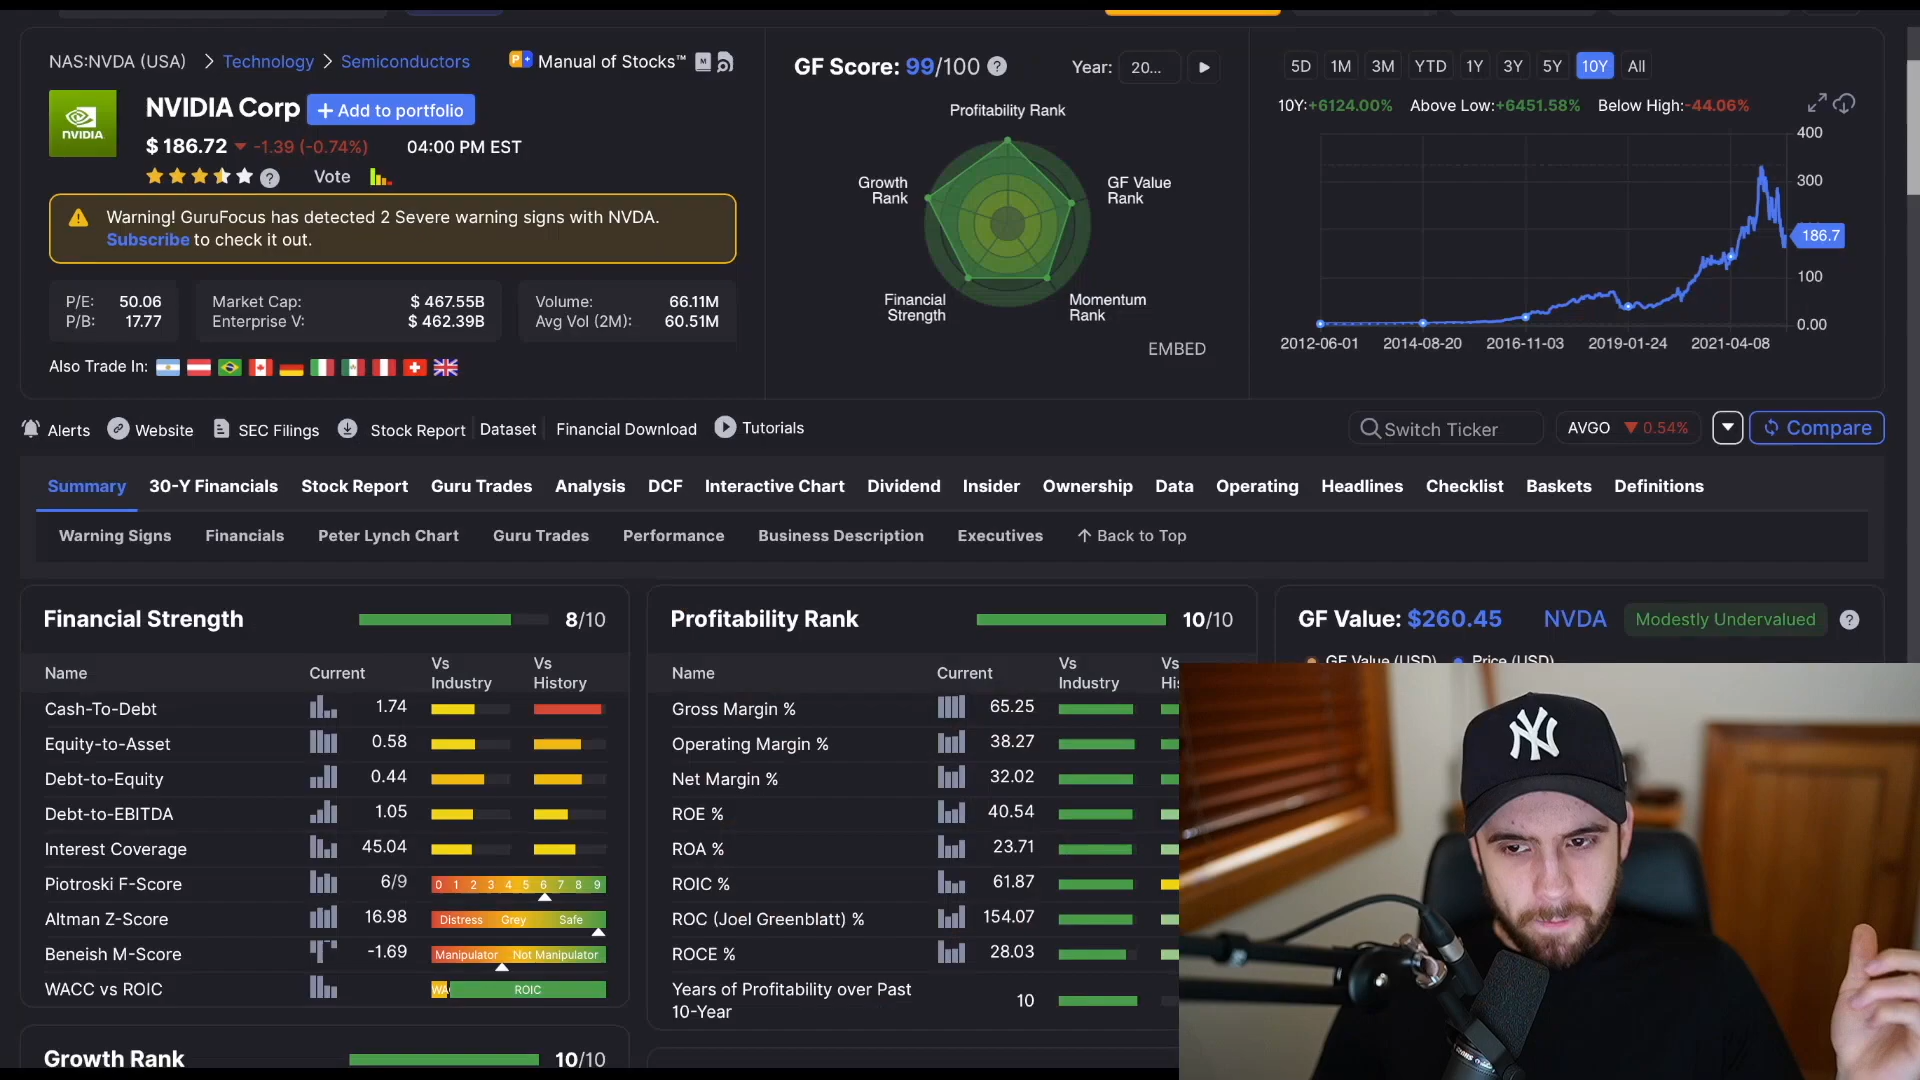 NAS:NVDA (USA) > Technology > Semiconductors
P+ Manual of Stocks™
NVIDIA
NVIDIA Corp
+ Add to portfolio
$ 186.72 -1.39 (-0.74%) 04:00 PM EST
Vote
Warning! GuruFocus has detected 2 Severe warning signs with NVDA.
Subscribe to check it out.
P/E: 50.06
P/B: 17.77
Market Cap: $ 467.55B
Enterprise V: $ 462.39B
Volume: 66.11M
Avg Vol (2M): 60.51M
Also Trade In:
GF Score: 99/100
Year: 20...
Profitability Rank
Growth Rank
GF Value Rank
Financial Strength
Momentum Rank
EMBED
5D 1M 3M YTD 1Y 3Y 5Y 10Y All
10Y:+6124.00% Above Low:+6451.58% Below High:-44.06%
400
300
186.7
100
0.00
2012-06-01 2014-08-20 2016-11-03 2019-01-24 2021-04-08
Alerts Website SEC Filings Stock Report Dataset Financial Download Tutorials
Switch Ticker AVGO 0.54% Compare
Summary 30-Y Financials Stock Report Guru Trades Analysis DCF Interactive Chart Dividend Insider Ownership Data Operating Headlines Checklist Baskets Definitions
Warning Signs Financials Peter Lynch Chart Guru Trades Performance Business Description Executives Back to Top
Financial Strength 8/10
Name Current Vs Industry Vs History
Cash-To-Debt 1.74
Equity-to-Asset 0.58
Debt-to-Equity 0.44
Debt-to-EBITDA 1.05
Interest Coverage 45.04
Piotroski F-Score 6/9 0 1 2 3 4 5 6 7 8 9
Altman Z-Score 16.98 Distress Grey Safe
Beneish M-Score -1.69 Manipulator Not Manipulator
WACC vs ROIC ROIC
Growth Rank 10/10
Profitability Rank 10/10
Name Current Vs Industry Vs
Gross Margin % 65.25
Operating Margin % 38.27
Net Margin % 32.02
ROE % 40.54
ROA % 23.71
ROIC % 61.87
ROC (Joel Greenblatt) % 154.07
ROCE % 28.03
Years of Profitability over Past
10-Year 10
GF Value: $260.45 NVDA Modestly Undervalued
GF Value (USD) Price (USD)
NY